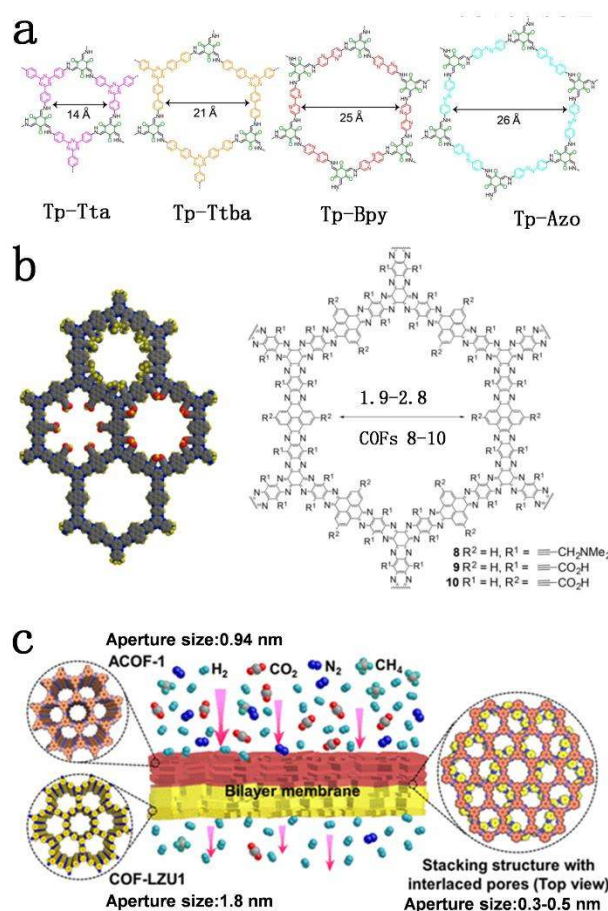 a
14 Å
21 Å
25 Å
26 Å
Tp-Tta
Tp-Ttba
Tp-Bpy
Tp-Azo
b
1.9-2.8
COFs 8-10
8 R² = H, R¹ = CH₂NMe₂
9 R² = H, R¹ = CO₂H
10 R¹ = H, R² = CO₂H
c
Aperture size:0.94 nm
ACOF-1
H₂
CO₂
N₂
CH₄
Bilayer membrane
COF-LZU1
Aperture size:1.8 nm
Stacking structure with
interlaced pores (Top view)
Aperture size:0.3-0.5 nm